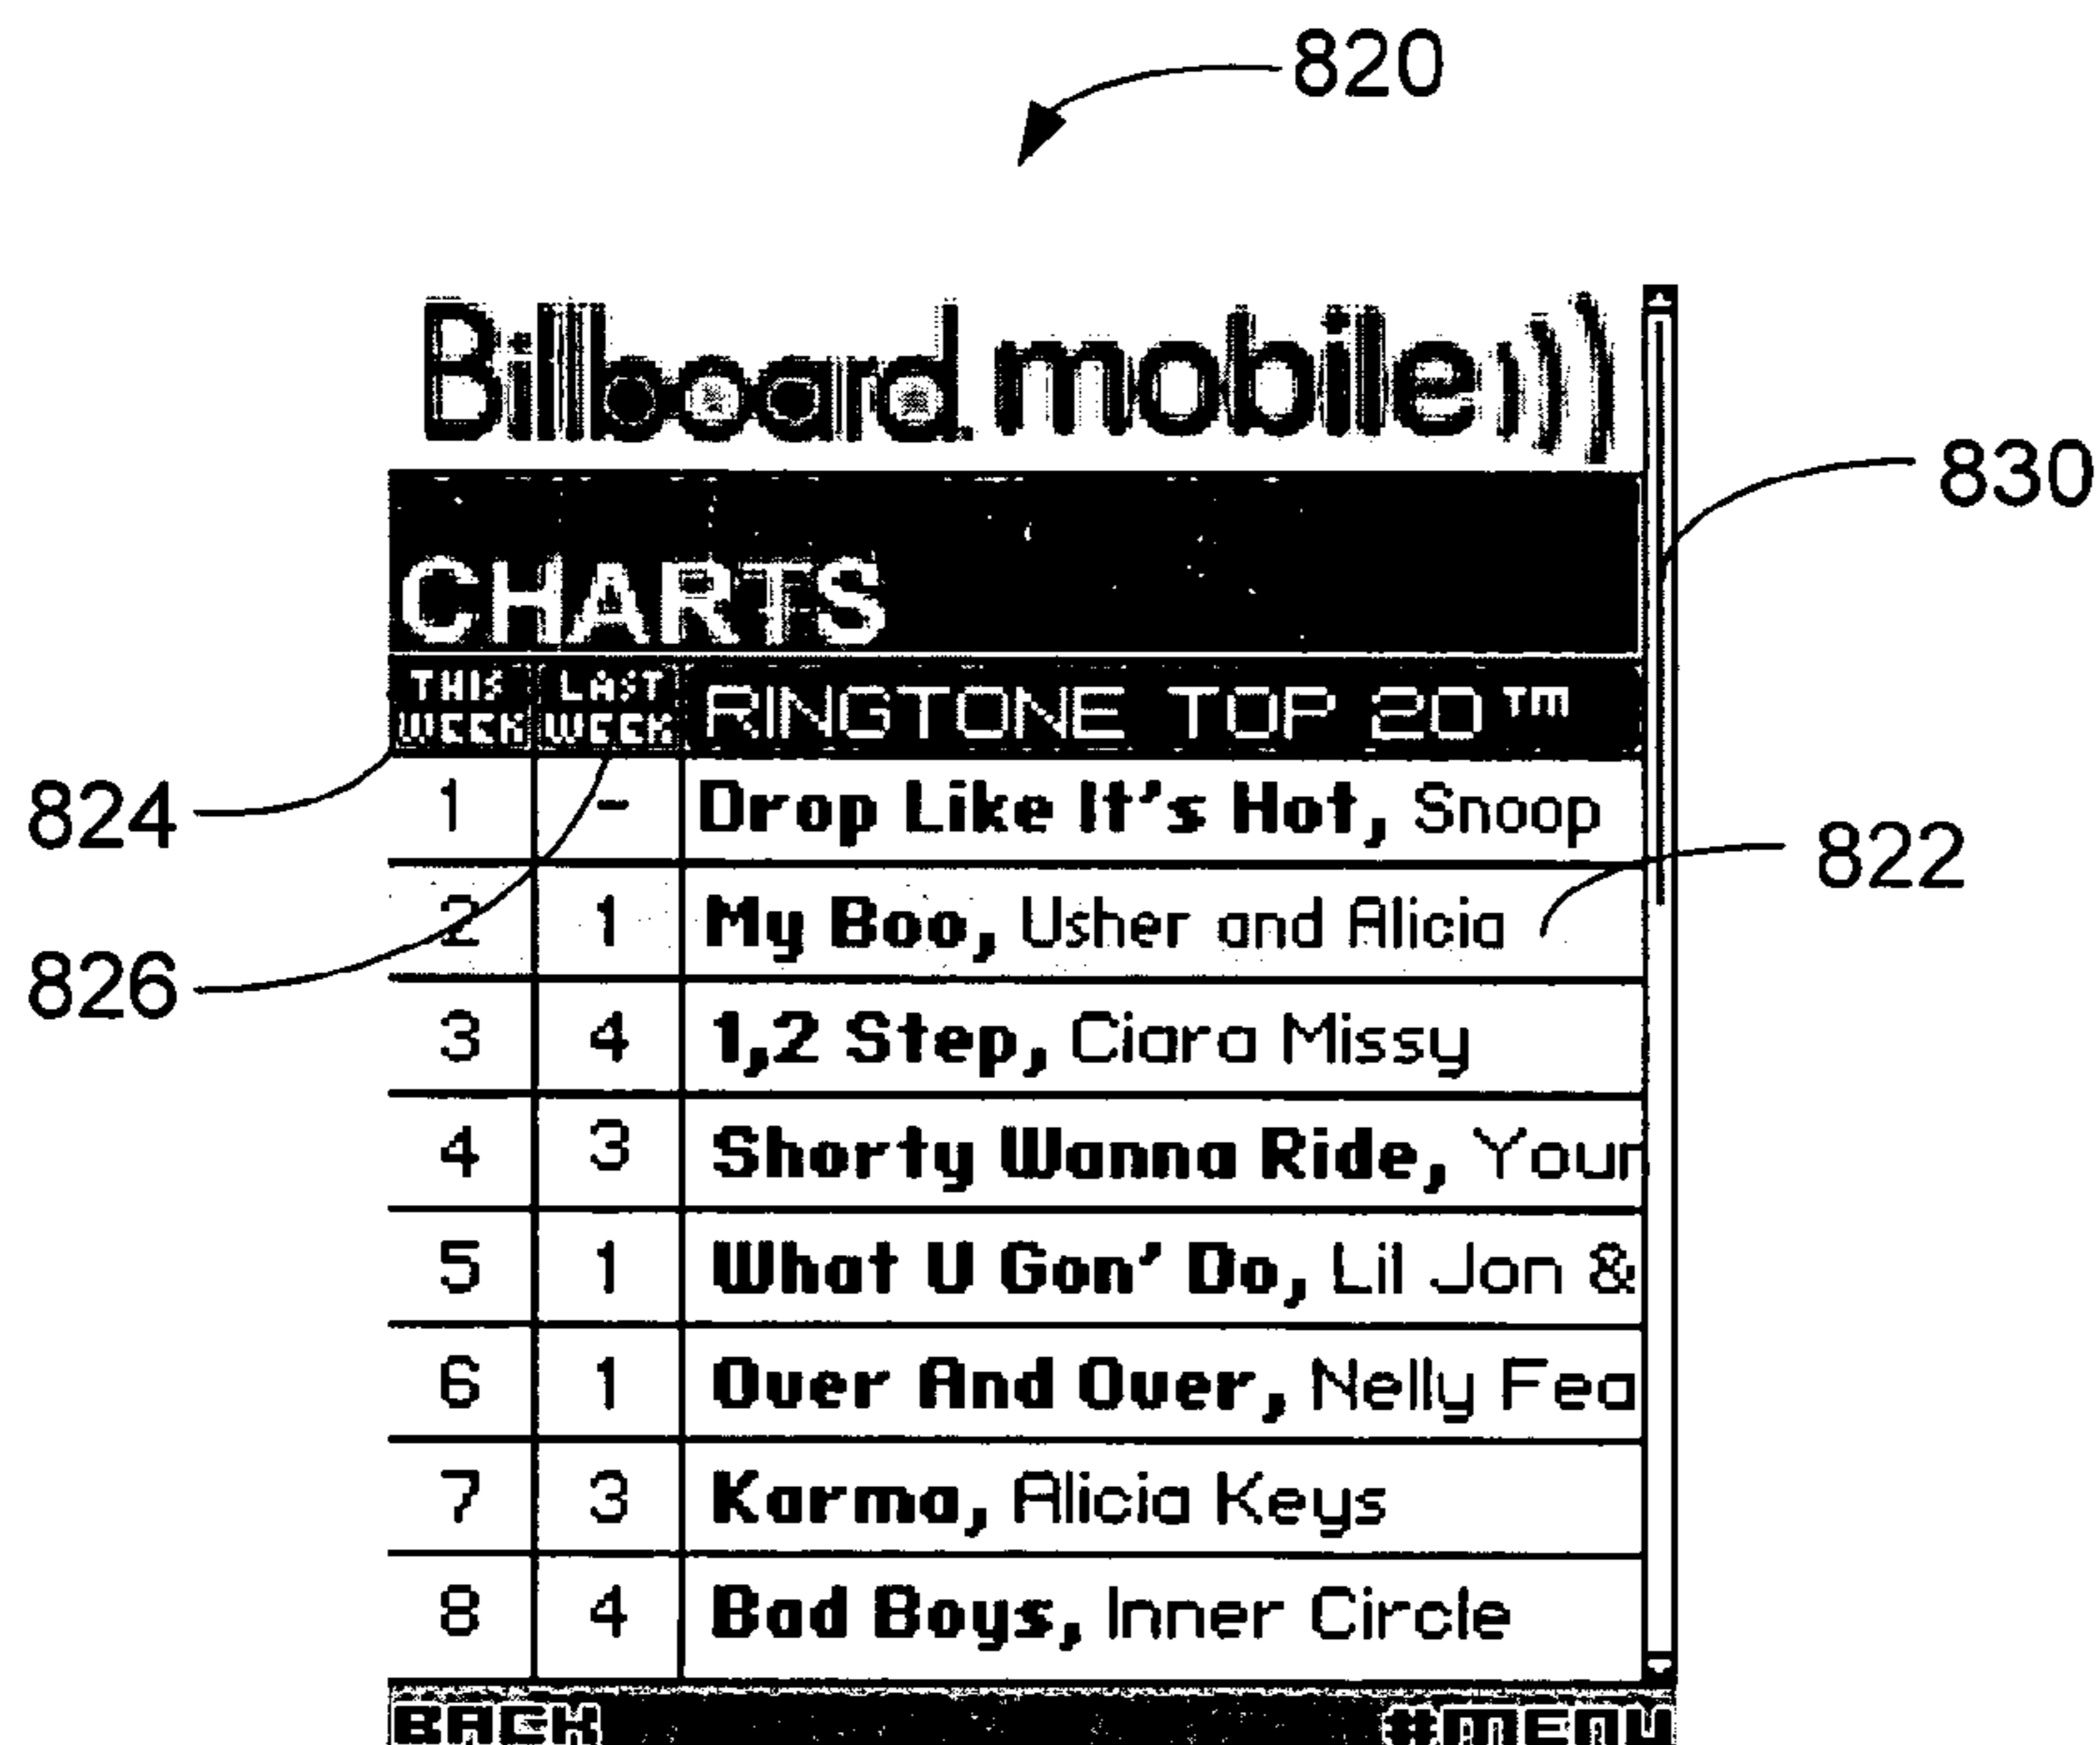 820
Billboard mobile
830
CHARTS
THIS WEEK LAST WEEK RINGTONE TOP 20™
824
1 - Drop Like It's Hot, Snoop
822
2 1 My Boo, Usher and Alicia
826
3 4 1,2 Step, Ciara Missy
4 3 Shorty Wanna Ride, Youn
5 1 What U Gon' Do, Lil Jon &
6 1 Over And Over, Nelly Fea
7 3 Karma, Alicia Keys
8 4 Bad Boys, Inner Circle
BACK #MENU